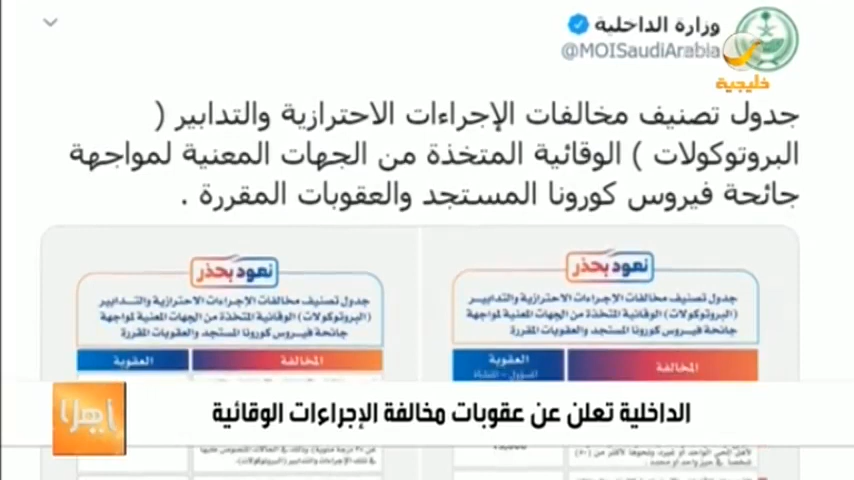 وزارة الداخلية
@MOISaudiArabia
خليجية
جدول تصنيف مخالفات الإجراءات الاحترازية والتدابير (
البروتوكولات ) الوقائية المتخذة من الجهات المعنية لمواجهة
جائحة فيروس كورونا المستجد والعقوبات المقررة .
نعود بحذر
جدول تصنيف مخالفات الإجراءات الاحترازية والتدابير
(البروتوكولات) الوقائية المتخذة من الجهات المعنية لمواجهة
جائحة فيروس كورونا المستجد والعقوبات المقررة
المخالفة
العقوبة
المسؤول - المنشأة
نعود بحذر
جدول تصنيف مخالفات الإجراءات الاحترازية والتدابير
(البروتوكولات) الوقائية المتخذة من الجهات المعنية لمواجهة
جائحة فيروس كورونا المستجد والعقوبات المقررة
المخالفة
العقوبة
الداخلية تعلن عن عقوبات مخالفة الإجراءات الوقائية